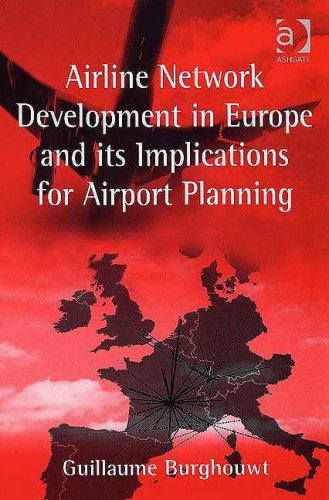 a
ASHGATE
Airline Network
Development in Europe
and its Implications
for Airport Planning
Guillaume Burghouwt